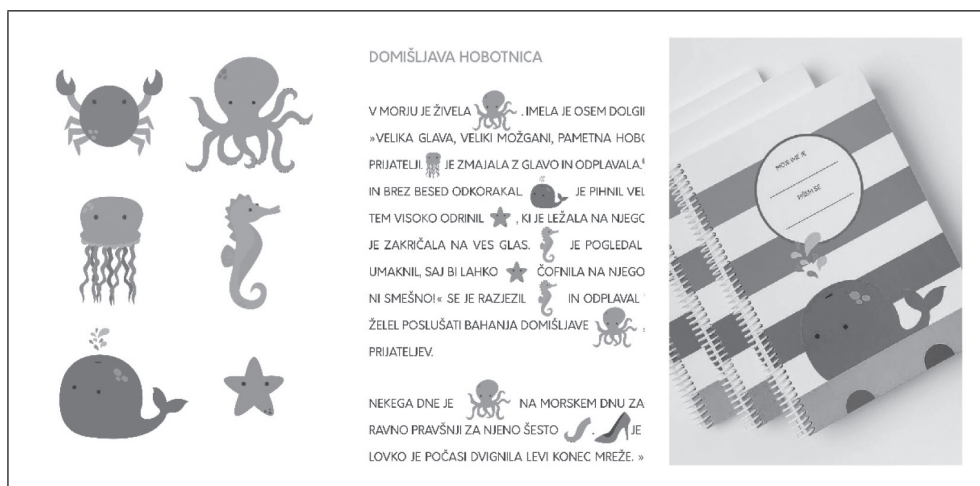 DOMIŠLJAVA HOBOTNICA
V MORJU JE ŽIVELA . IMELA JE OSEM DOLGI
»VELIKA GLAVA, VELIKI MOŽGANI, PAMETNA HOBO
PRIJATELJI. JE ZMAJALA Z GLAVO IN ODPLAVALA.
IN BREZ BESED ODKORAKAL. JE PIHNIL VEL
TEM VISOKO ODRINIL , KI JE LEŽALA NA NJEGO
JE ZAKRIČALA NA VES GLAS. JE POGLEDAL
UMAKNIL, SAJ BI LAHKO ČOFNILA NA NJEGO
NI SMEŠNO!« SE JE RAZJEZIL IN ODPLAVAL
ŽELEL POSLUŠATI BAHANJA DOMIŠLJAVE
PRIJATELJEV.
NEKEGA DNE JE NA MORSKEM DNU ZA
RAVNO PRAVŠNJI ZA NJENO ŠESTO . JE
LOVKO JE POČASI DVIGNILA LEVI KONEC MREŽE. »
MOJE IME JE
PIŠEM SE